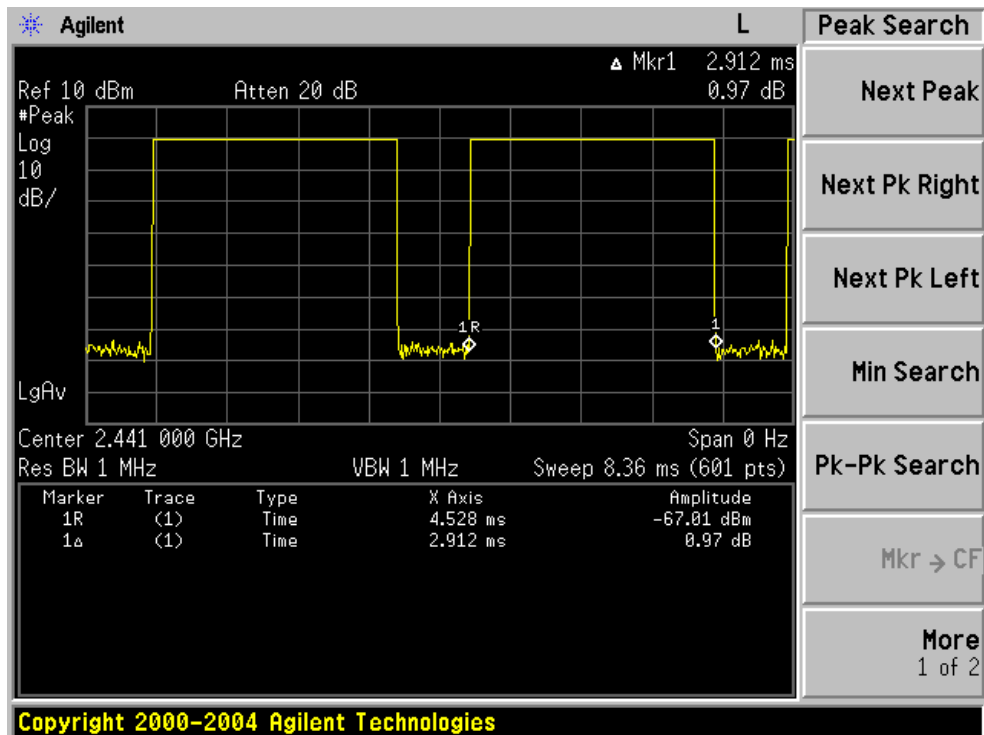 Agilent L Peak Search
Δ Mkr1 2.912 ms
Ref 10 dBm Atten 20 dB 0.97 dB
#Peak
Log
10
dB/
1R
1
LgAv
Center 2.441 000 GHz Span 0 Hz
Res BW 1 MHz VBW 1 MHz Sweep 8.36 ms (601 pts)
Marker Trace Type X Axis Amplitude
1R (1) Time 4.528 ms -67.01 dBm
1Δ (1) Time 2.912 ms 0.97 dB
Next Peak
Next Pk Right
Next Pk Left
Min Search
Pk-Pk Search
Mkr → CF
More
1 of 2
Copyright 2000-2004 Agilent Technologies